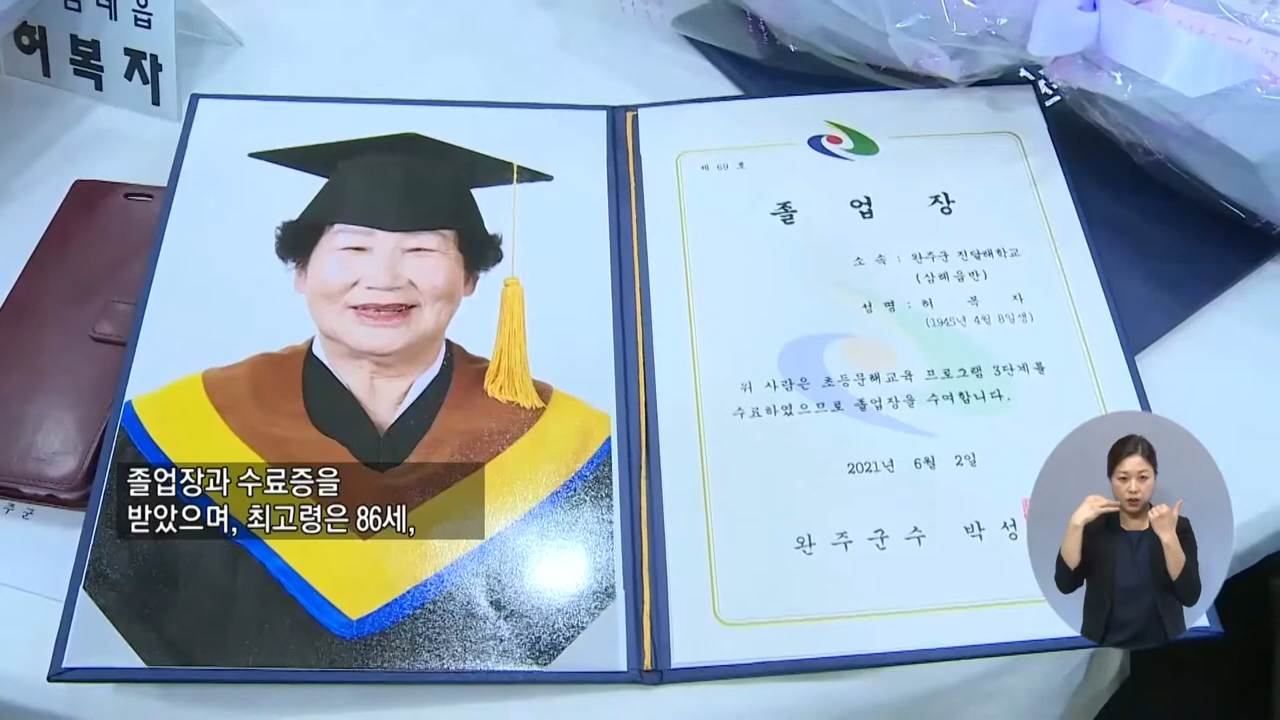 삼례읍
허복자
제 69 호
졸 업 장
소 속 : 완주군 진달래학교
(삼례읍반)
성 명 : 허 복 자
(1945년 4월 8일생)
위 사람은 초등문해교육 프로그램 3단계를
수료하였으므로 졸업장을 수여합니다.
2021년 6월 2일
완주군수 박성
졸업장과 수료증을
받았으며, 최고령은 86세,